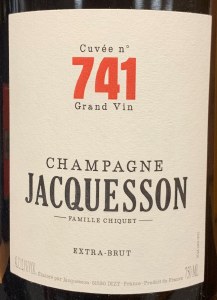 Cuvée n°
741
Grand Vin
CHAMPAGNE
JACQUESSON
FAMILLE CHIQUET
EXTRA-BRUT